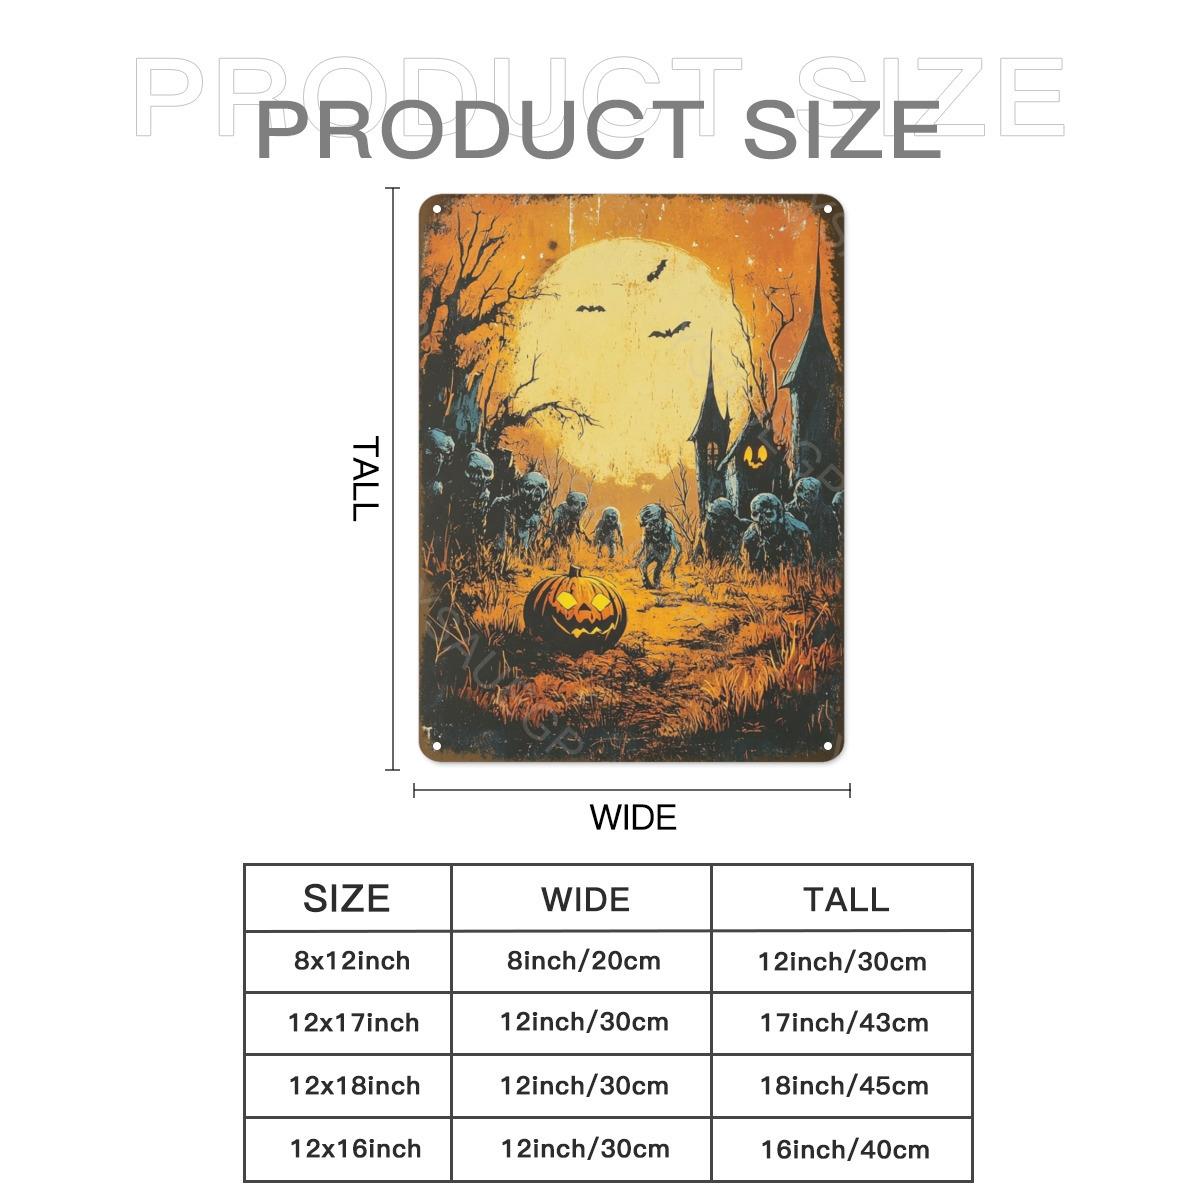 PRODUCT SIZE
PRODUCT SIZE
TALL
WIDE
SIZE WIDE TALL
8x12inch 8inch/20cm 12inch/30cm
12x17inch 12inch/30cm 17inch/43cm
12x18inch 12inch/30cm 18inch/45cm
12x16inch 12inch/30cm 16inch/40cm